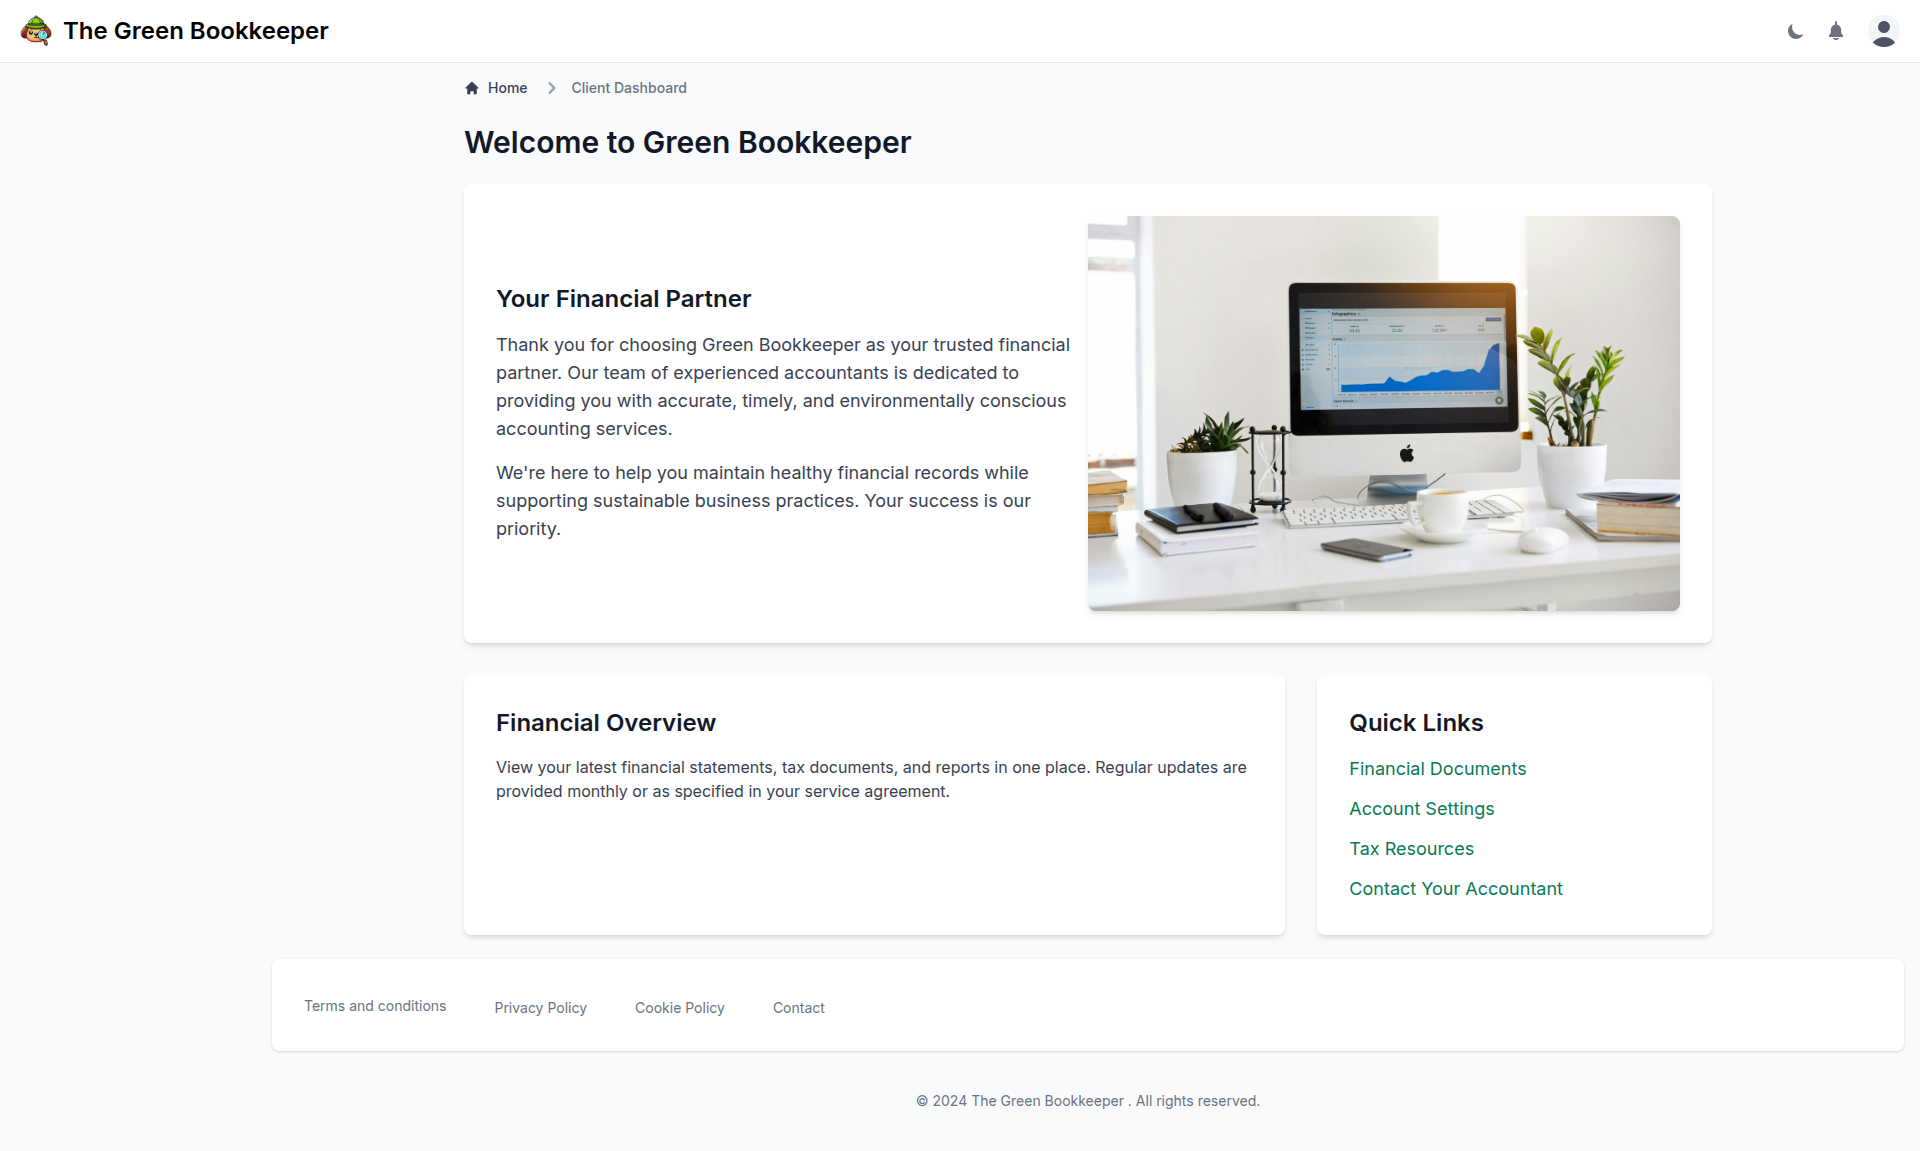 The Green Bookkeeper
Home
Client Dashboard
Welcome to Green Bookkeeper
Your Financial Partner
Thank you for choosing Green Bookkeeper as your trusted financial
partner. Our team of experienced accountants is dedicated to
providing you with accurate, timely, and environmentally conscious
accounting services.
We're here to help you maintain healthy financial records while
supporting sustainable business practices. Your success is our
priority.
Infographics
Financial Overview
View your latest financial statements, tax documents, and reports in one place. Regular updates are
provided monthly or as specified in your service agreement.
Quick Links
Financial Documents
Account Settings
Tax Resources
Contact Your Accountant
Terms and conditions
Privacy Policy
Cookie Policy
Contact
© 2024 The Green Bookkeeper . All rights reserved.